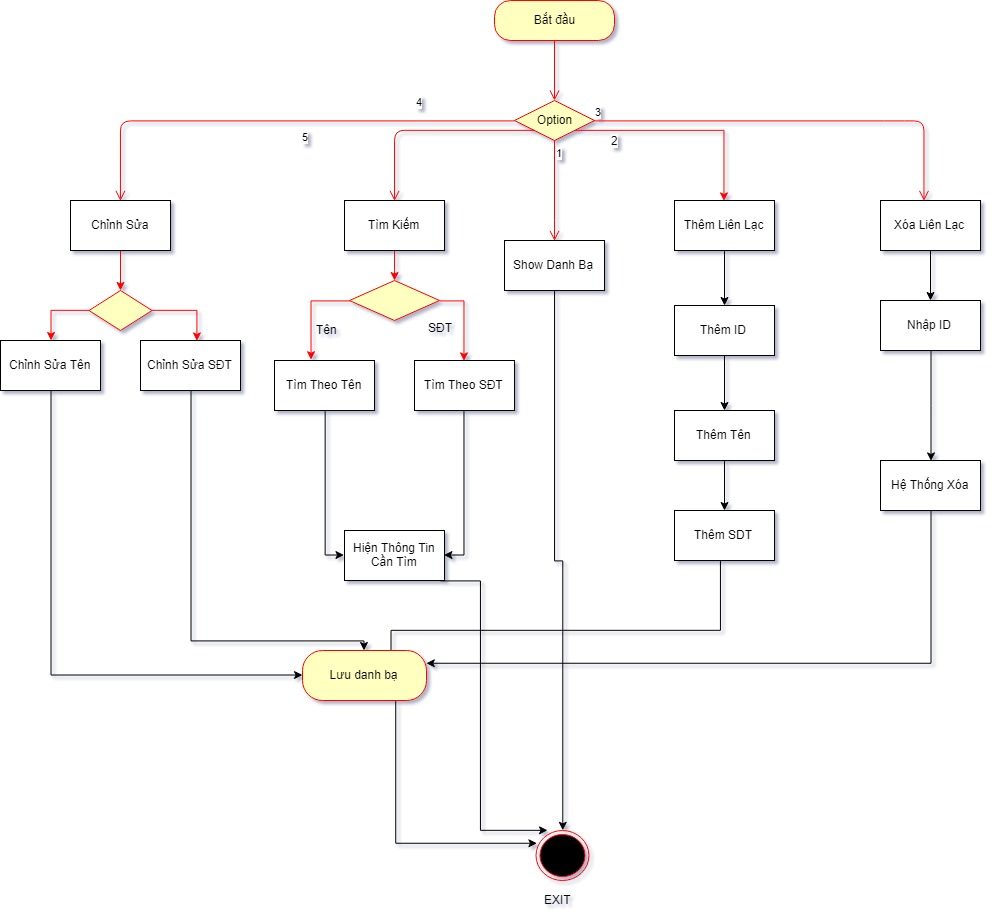 Bắt đầu
Option
4
3
5
1
2
Chỉnh Sửa
Tìm Kiếm
Show Danh Bạ
Thêm Liên Lạc
Xóa Liên Lạc
Tên
SĐT
Thêm ID
Nhập ID
Chỉnh Sửa Tên
Chỉnh Sửa SĐT
Tìm Theo Tên
Tìm Theo SĐT
Thêm Tên
Hệ Thống Xóa
Thêm SDT
Hiện Thông Tin
Cần Tìm
Lưu danh bạ
EXIT